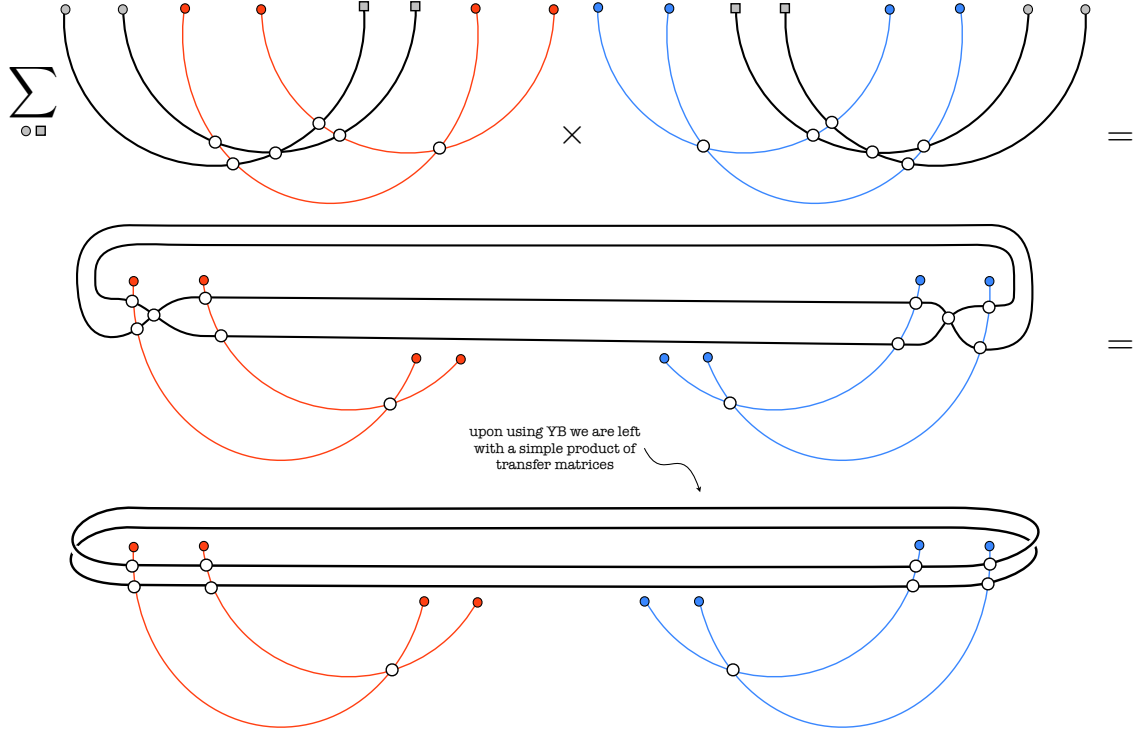 ∑ × =
=
upon using YB we are left
with a simple product of
transfer matrices